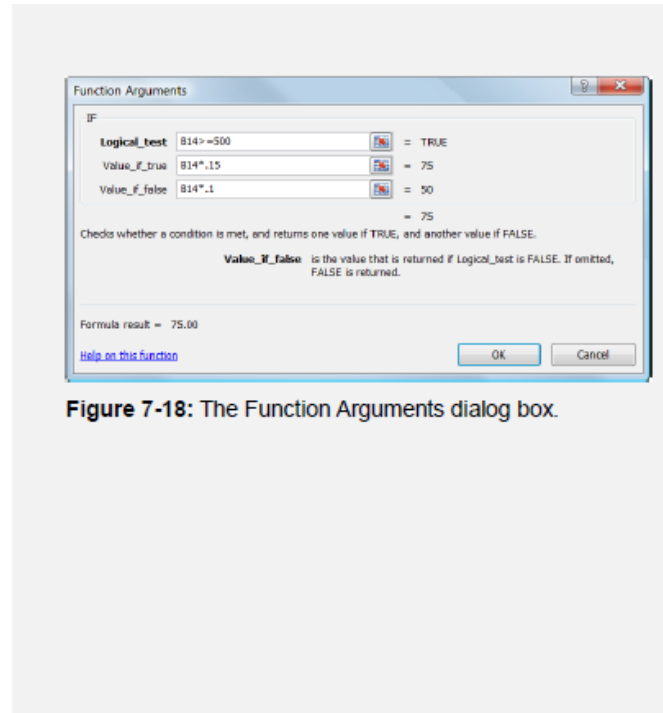 Function Arguments
IF
Logical_test B14>=500 = TRUE
Value_if_true B14*.15 = 75
Value_if_false B14*.1 = 50
= 75
Checks whether a condition is met, and returns one value if TRUE, and another value if FALSE.
Value_if_false is the value that is returned if Logical_test is FALSE. If omitted,
FALSE is returned.
Formula result = 75.00
Help on this function OK Cancel
Figure 7-18: The Function Arguments dialog box.